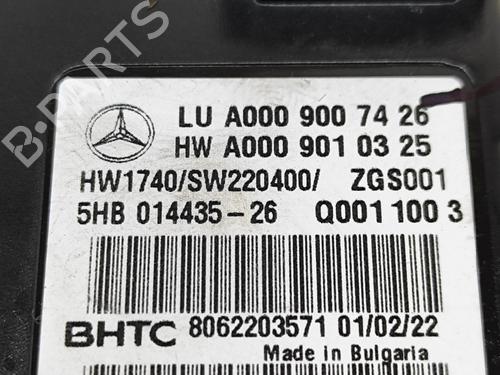 LU A000 900 74 26
HW A000 901 03 25
HW1740/SW220400/ ZGS001
5HB 014435-26 Q001 100 3
BHTC 8062203571 01/02/22
Made in Bulgaria
B-PARTS